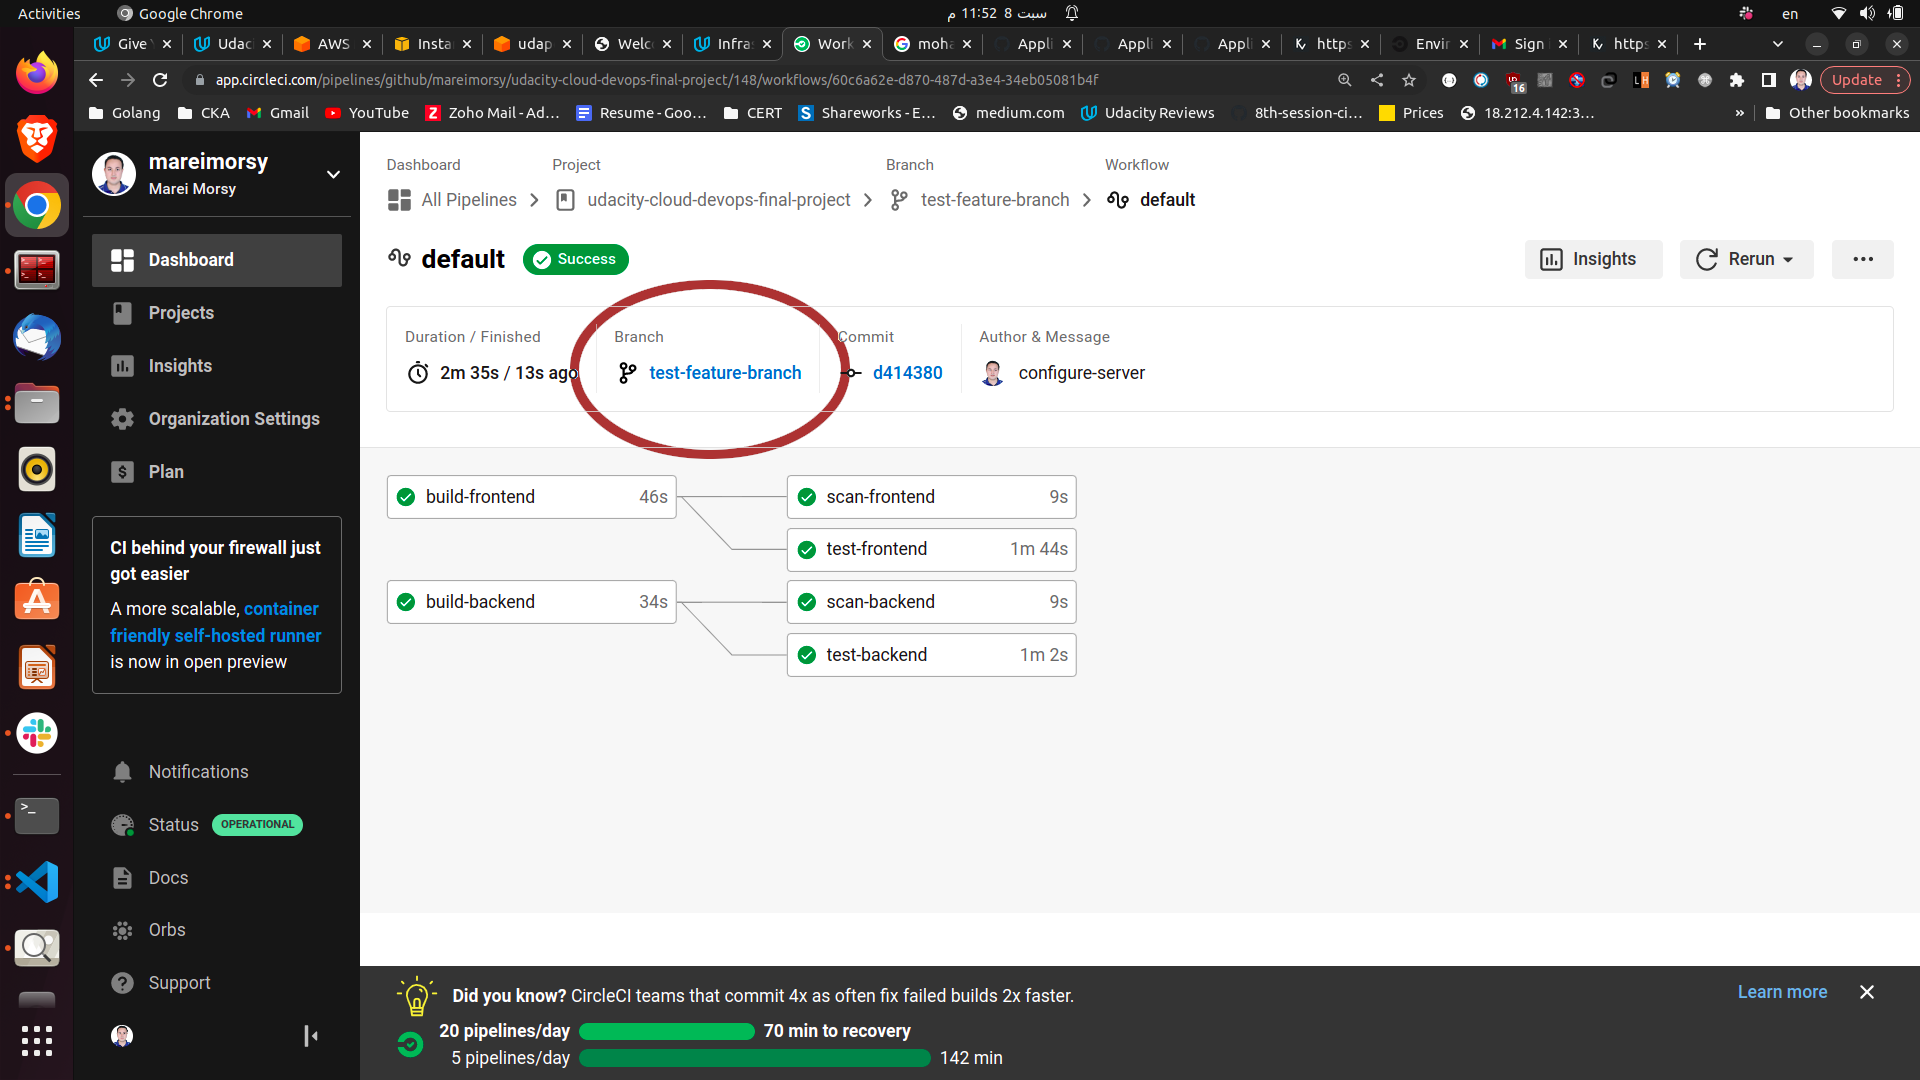 Activities
Google Chrome
سبت 8 11:52 م
en
Give
Udac
AWS
Insta
udap
Welc
Infras
Work
moha
Appli
Appli
Appli
https
Envir
Sign
https
app.circleci.com/pipelines/github/mareimorsy/udacity-cloud-devops-final-project/148/workflows/60c6a62e-d870-487d-a3e4-34eb05081b4f
16
Update
Golang
CKA
Gmail
YouTube
Zoho Mail - Ad…
Resume - Goo…
CERT
Shareworks - E…
medium.com
Udacity Reviews
8th-session-ci…
Prices
18.212.4.142:3…
»
Other bookmarks
mareimorsy
Marei Morsy
Dashboard
Projects
Insights
Organization Settings
Plan
CI behind your firewall just
got easier
A more scalable, container
friendly self-hosted runner
is now in open preview
Notifications
Status OPERATIONAL
Docs
Orbs
Support
Dashboard Project Branch Workflow
All Pipelines udacity-cloud-devops-final-project test-feature-branch default
default Success
Insights
Rerun
Duration / Finished
2m 35s / 13s ago
Branch
test-feature-branch
Commit
d414380
Author & Message
configure-server
build-frontend 46s
scan-frontend 9s
test-frontend 1m 44s
build-backend 34s
scan-backend 9s
test-backend 1m 2s
Did you know? CircleCI teams that commit 4x as often fix failed builds 2x faster.
Learn more
20 pipelines/day 70 min to recovery
5 pipelines/day 142 min